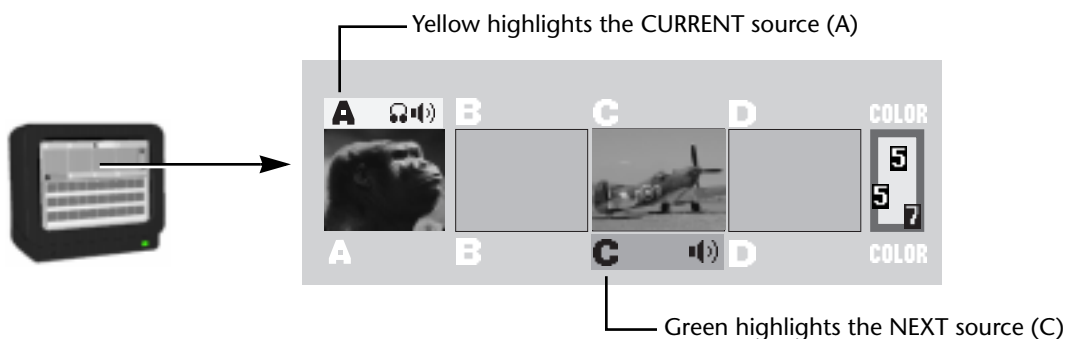 Yellow highlights the CURRENT source (A)
A B C D COLOR
5
5
7
A B C D COLOR
Green highlights the NEXT source (C)